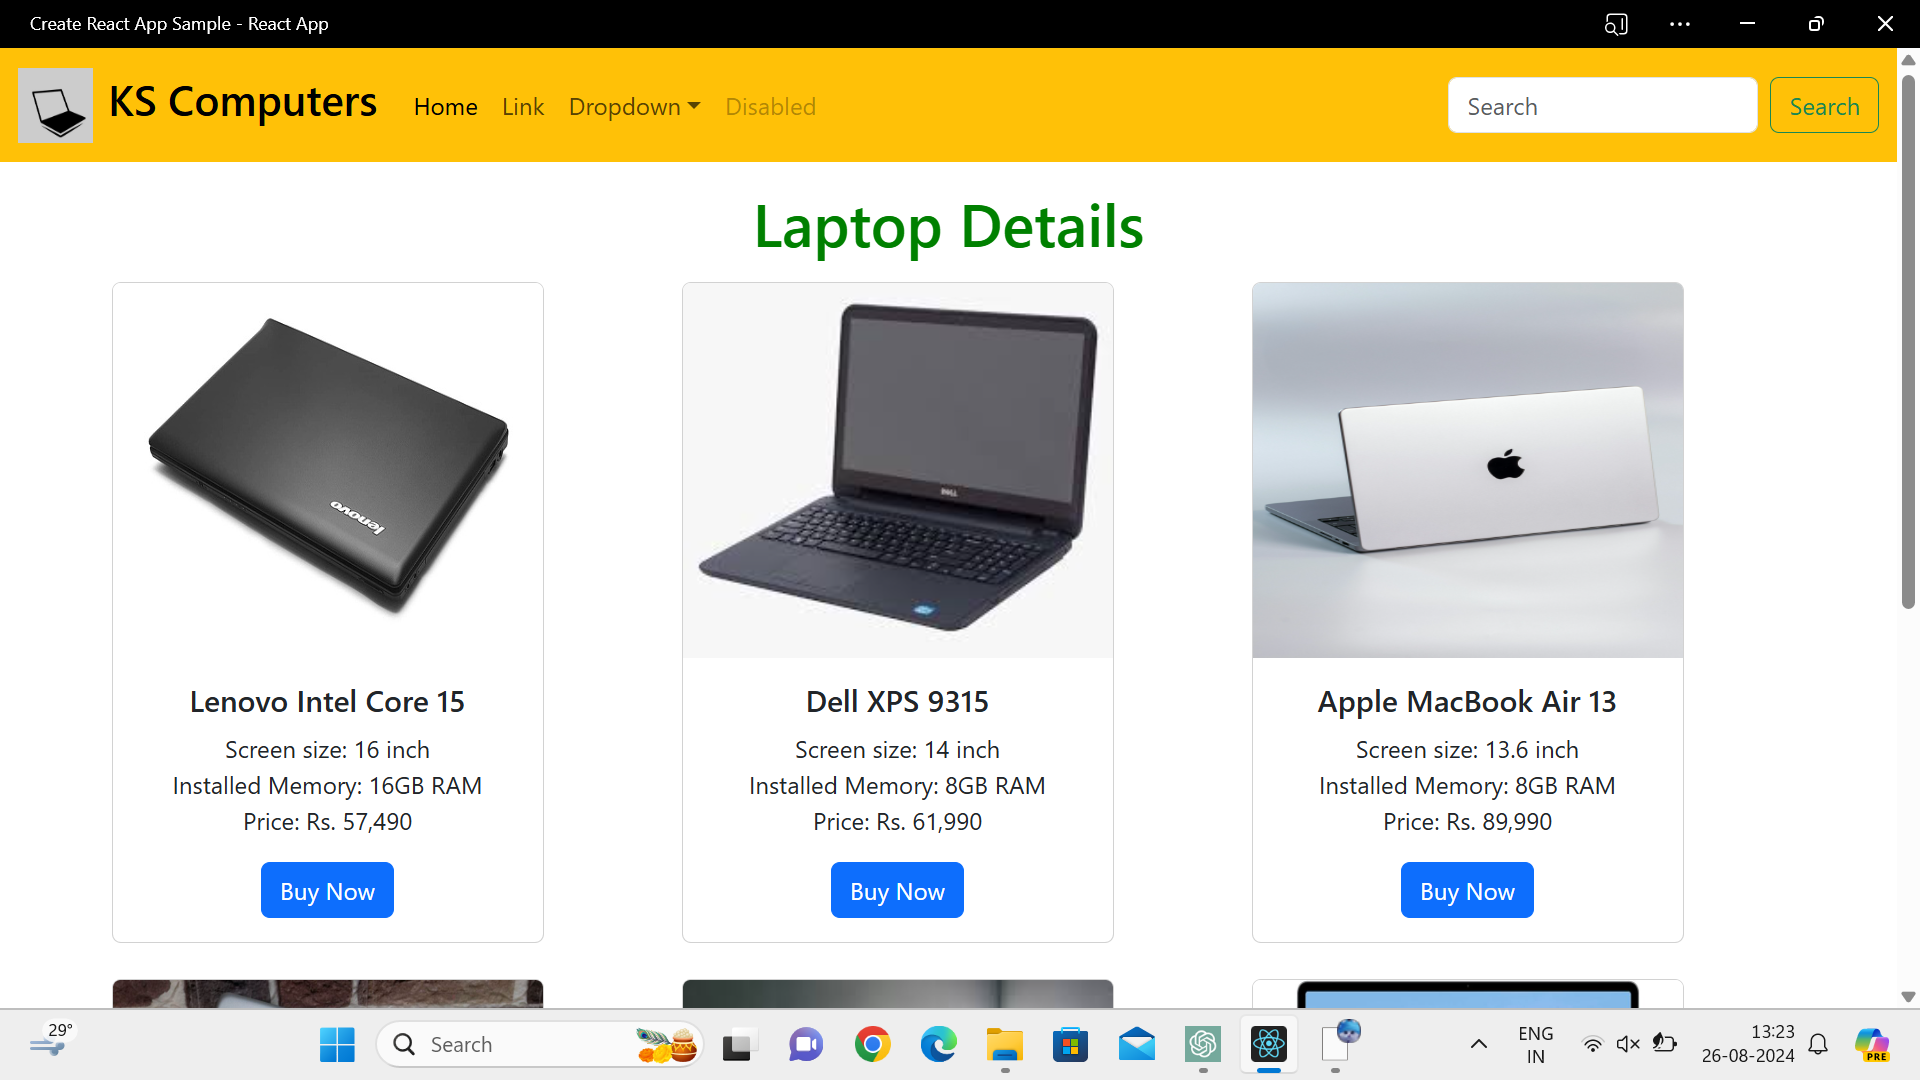 Create React App Sample - React App
KS Computers
Home
Link
Dropdown
Disabled
Search
Search
Laptop Details
lenovo
DELL
Lenovo Intel Core 15
Screen size: 16 inch
Installed Memory: 16GB RAM
Price: Rs. 57,490
Buy Now
Dell XPS 9315
Screen size: 14 inch
Installed Memory: 8GB RAM
Price: Rs. 61,990
Buy Now
Apple MacBook Air 13
Screen size: 13.6 inch
Installed Memory: 8GB RAM
Price: Rs. 89,990
Buy Now
29°
Search
ENG
IN
13:23
26-08-2024
PRE